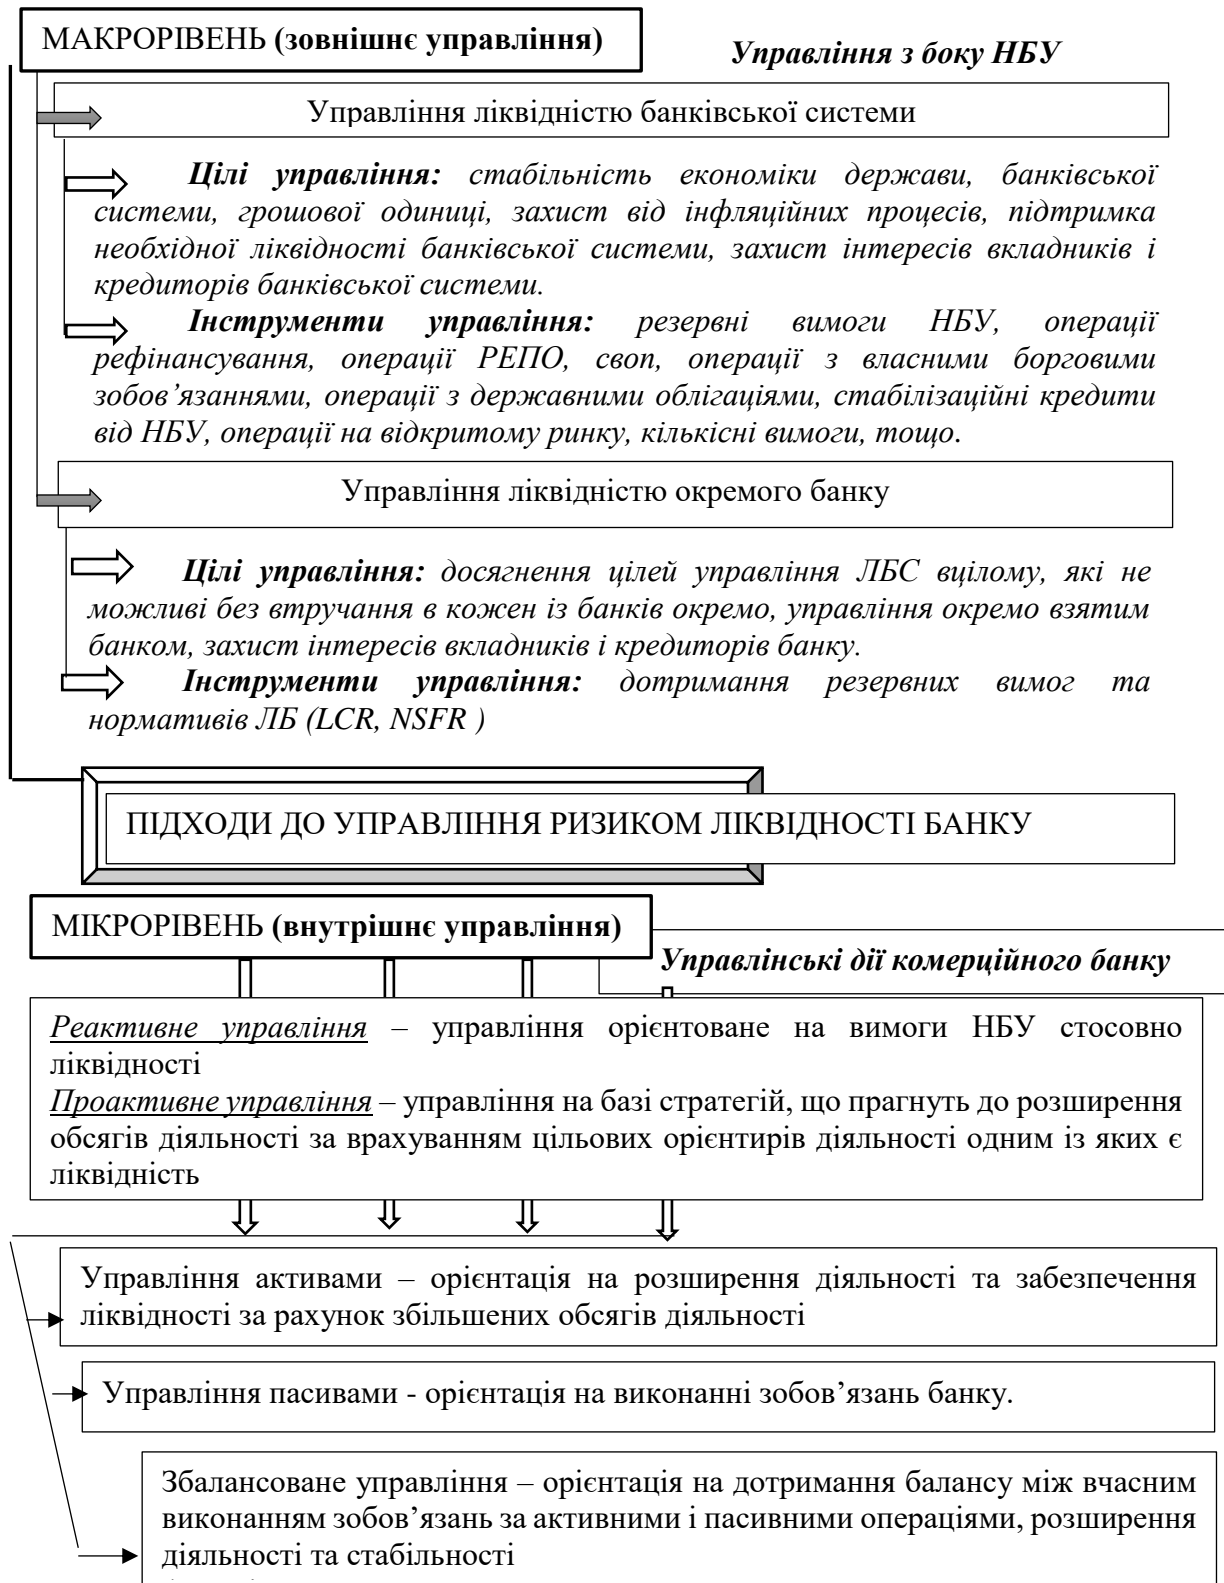 МАКРОРІВЕНЬ (зовнішнє управління)
Управління з боку НБУ
Управління ліквідністю банківської системи
Цілі управління: стабільність економіки держави, банківської
системи, грошової одиниці, захист від інфляційних процесів, підтримка
необхідної ліквідності банківської системи, захист інтересів вкладників і
кредиторів банківської системи.
Інструменти управління: резервні вимоги НБУ, операції
рефінансування, операції РЕПО, своп, операції з власними борговими
зобов’язаннями, операції з державними облігаціями, стабілізаційні кредити
від НБУ, операції на відкритому ринку, кількісні вимоги, тощо.
Управління ліквідністю окремого банку
Цілі управління: досягнення цілей управління ЛБС вцілому, які не
можливі без втручання в кожен із банків окремо, управління окремо взятим
банком, захист інтересів вкладників і кредиторів банку.
Інструменти управління: дотримання резервних вимог та
нормативів ЛБ (LCR, NSFR )
ПІДХОДИ ДО УПРАВЛІННЯ РИЗИКОМ ЛІКВІДНОСТІ БАНКУ
МІКРОРІВЕНЬ (внутрішнє управління)
Управлінські дії комерційного банку
Реактивне управління – управління орієнтоване на вимоги НБУ стосовно
ліквідності
Проактивне управління – управління на базі стратегій, що прагнуть до розширення
обсягів діяльності за врахуванням цільових орієнтирів діяльності одним із яких є
ліквідність
Управління активами – орієнтація на розширення діяльності та забезпечення
ліквідності за рахунок збільшених обсягів діяльності
Управління пасивами - орієнтація на виконанні зобов’язань банку.
Збалансоване управління – орієнтація на дотримання балансу між вчасним
виконанням зобов’язань за активними і пасивними операціями, розширення
діяльності та стабільності